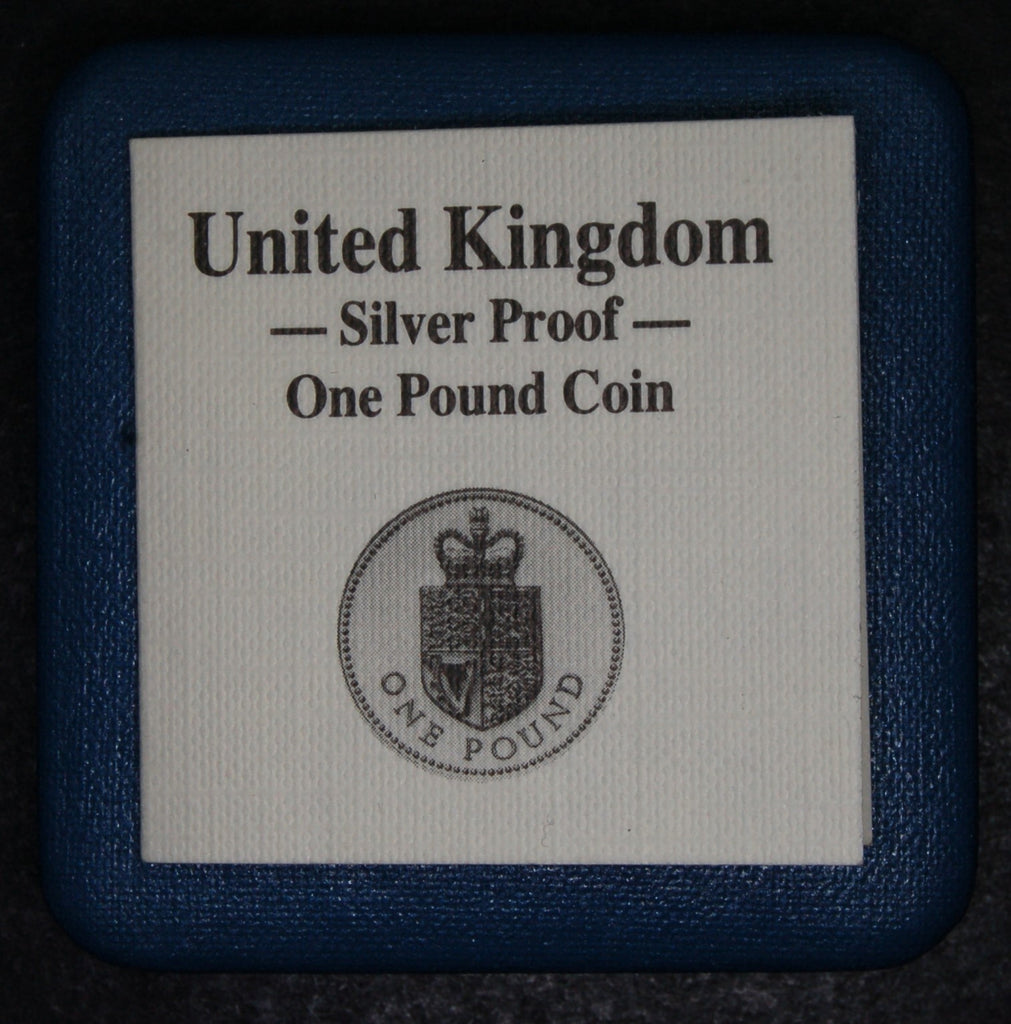 United Kingdom
— Silver Proof —
One Pound Coin
ONE POUND